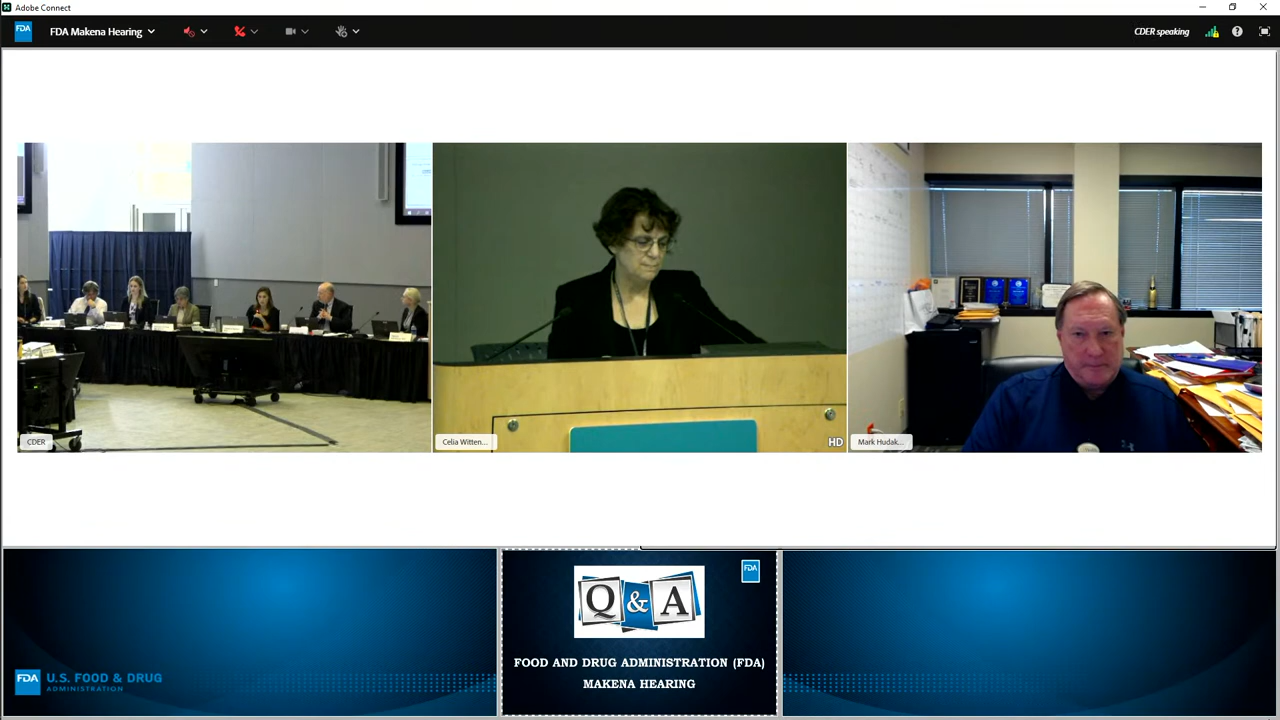 Adobe Connect
FDA
FDA Makena Hearing
CDER speaking
CDER
Celia Witten...
HD
Mark Hudak...
Q & A
FDA
FOOD AND DRUG ADMINISTRATION (FDA)
MAKENA HEARING
FDA
U.S. FOOD & DRUG
ADMINISTRATION